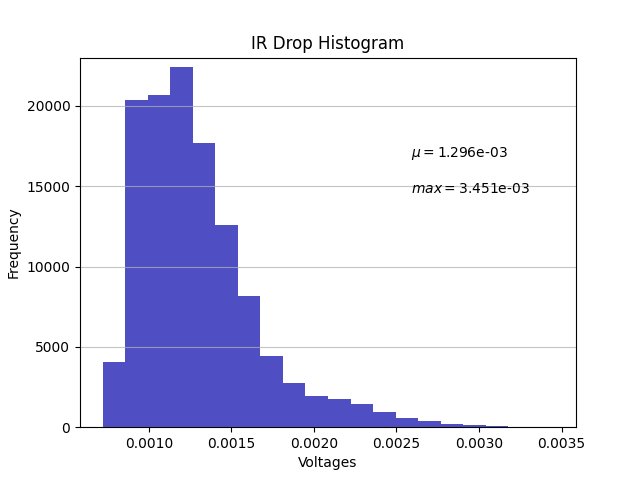 IR Drop Histogram
20000
15000
10000
5000
0
Frequency
μ = 1.296e-03
max = 3.451e-03
0.0010 0.0015 0.0020 0.0025 0.0030 0.0035
Voltages